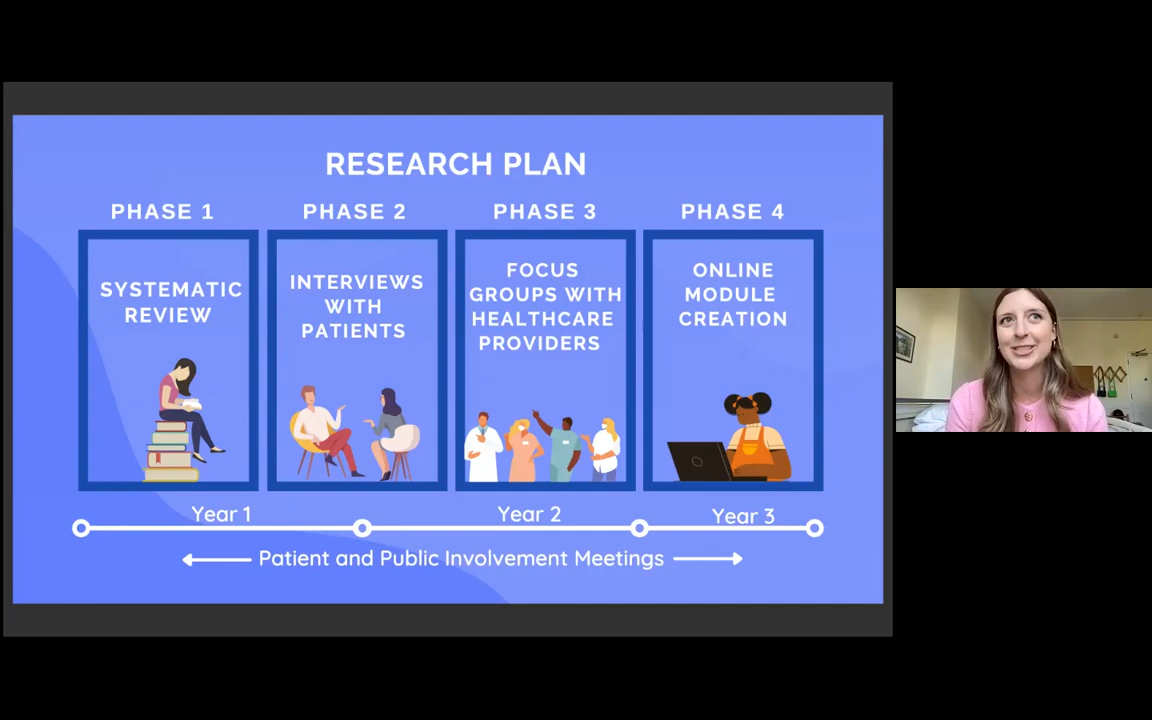 RESEARCH PLAN
PHASE 1
PHASE 2
PHASE 3
PHASE 4
SYSTEMATIC
REVIEW
INTERVIEWS
WITH
PATIENTS
FOCUS
GROUPS WITH
HEALTHCARE
PROVIDERS
ONLINE
MODULE
CREATION
Year 1
Year 2
Year 3
Patient and Public Involvement Meetings